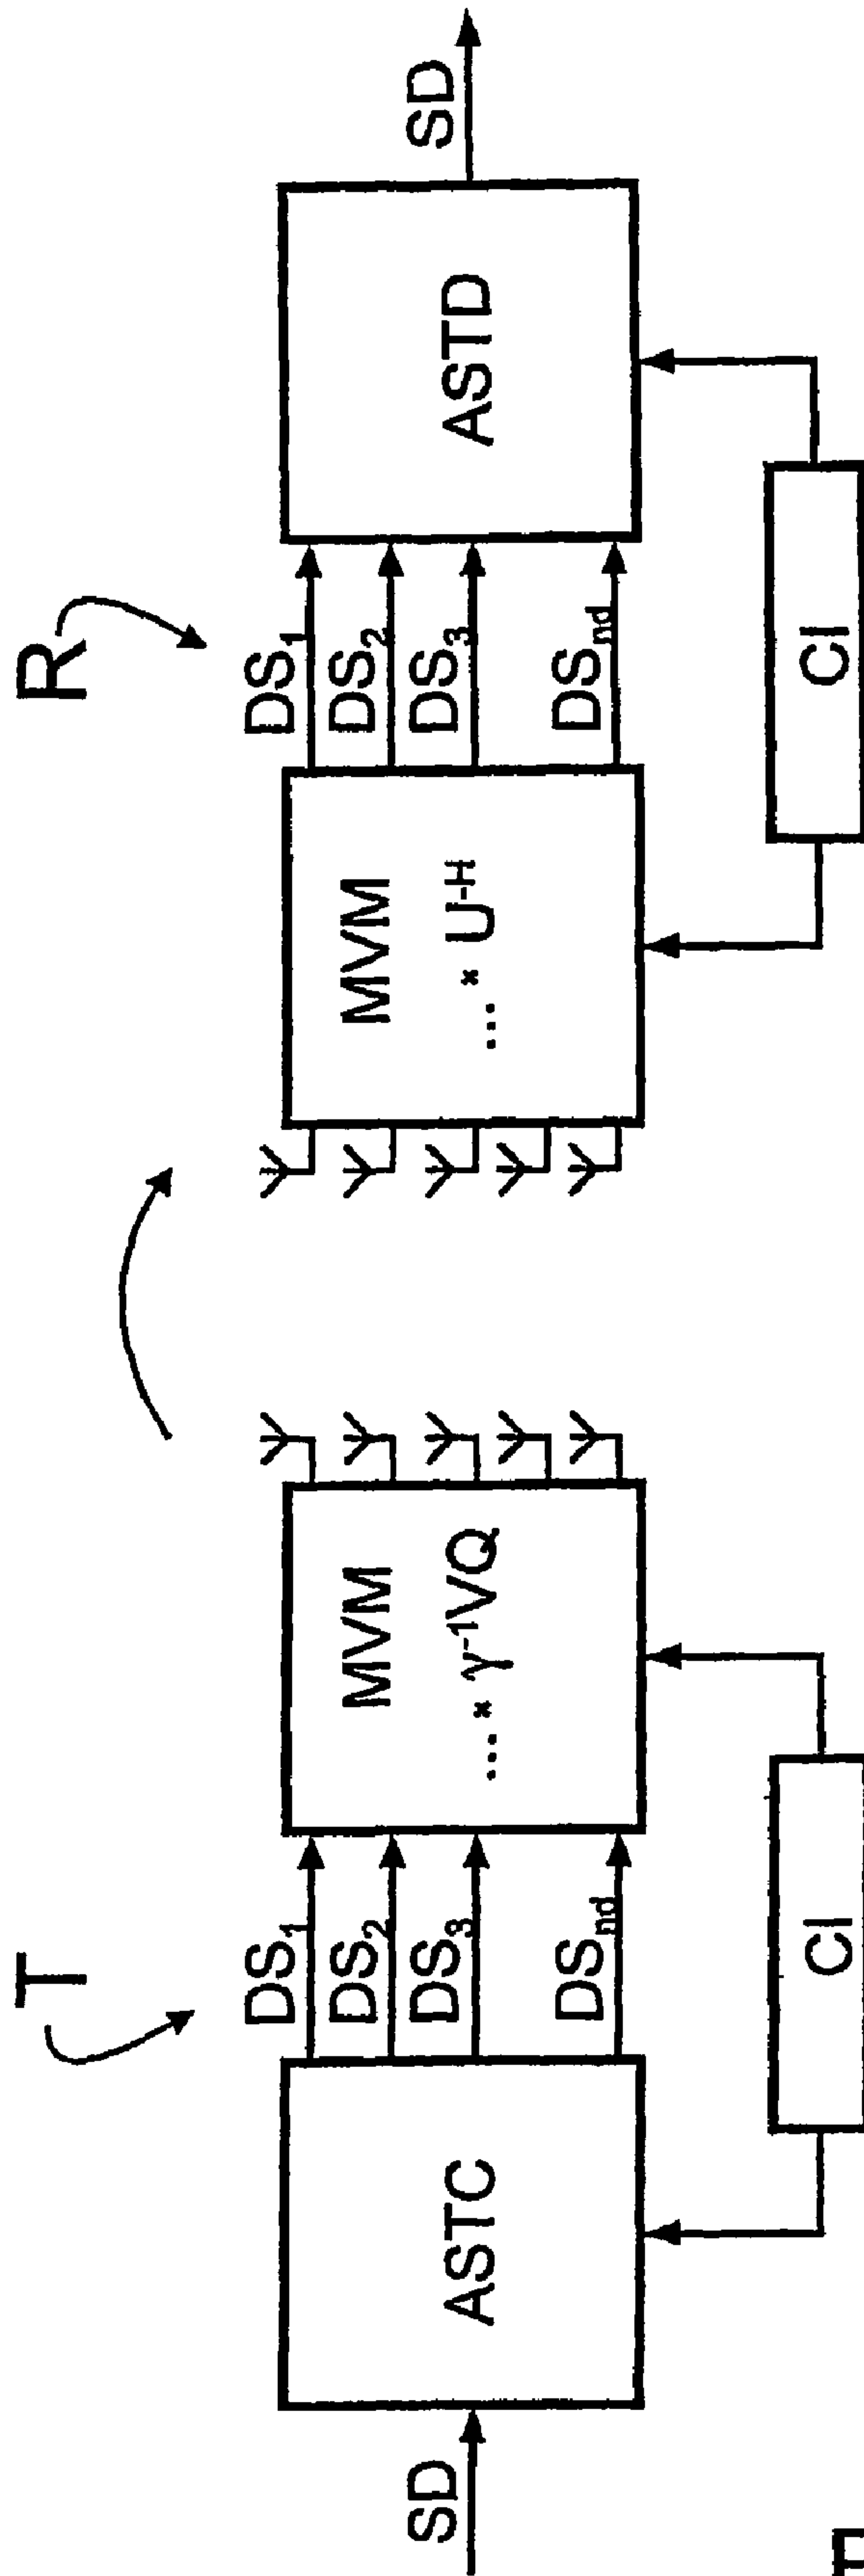 T
R
SD
ASTC
DS1
DS2
DS3
DSnd
MVM
... * γ-1VQ
CI
MVM
... * U-H
DS1
DS2
DS3
DSnd
ASTD
SD
CI